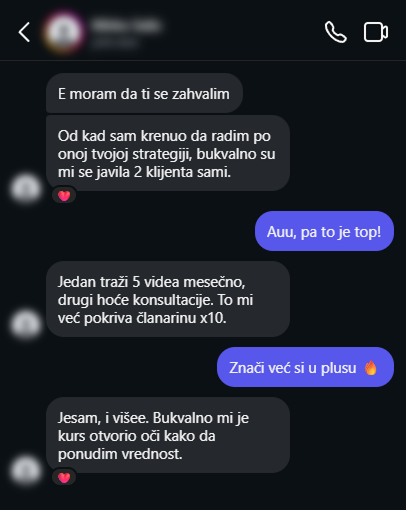 E moram da ti se zahvalim
Od kad sam krenuo da radim po
onoj tvojoj strategiji, bukvalno su
mi se javila 2 klijenta sami.
Auu, pa to je top!
Jedan traži 5 videa mesečno,
drugi hoće konsultacije. To mi
već pokriva članarinu x10.
Znači već si u plusu 🔥
Jesam, i višee. Bukvalno mi je
kurs otvorio oči kako da
ponudim vrednost.